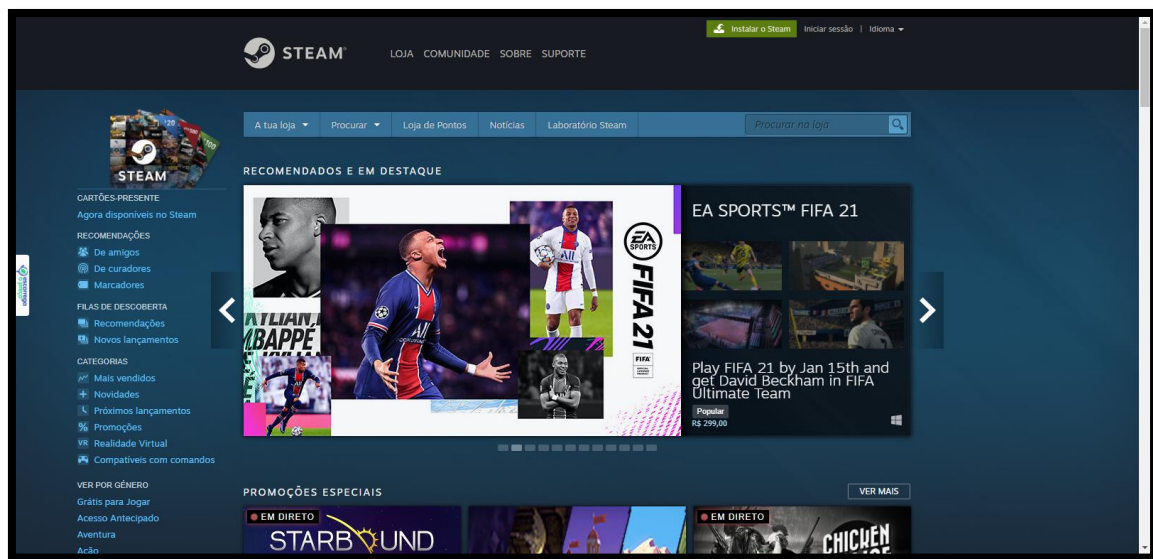 Instalar o Steam
Iniciar sessão | Idioma
STEAM
LOJA COMUNIDADE SOBRE SUPORTE
A tua loja
Procurar
Loja de Pontos
Notícias
Laboratório Steam
Procurar na loja
STEAM
CARTÕES-PRESENTE
Agora disponíveis no Steam
RECOMENDAÇÕES
De amigos
De curadores
Marcadores
FILAS DE DESCOBERTA
Recomendações
Novos lançamentos
CATEGORIAS
Mais vendidos
Novidades
Próximos lançamentos
Promoções
VR Realidade Virtual
Compatíveis com comandos
VER POR GÉNERO
Grátis para Jogar
Acesso Antecipado
Aventura
Ação
RECOMENDADOS E EM DESTAQUE
KYLIAN
MBAPPÉ
EA
SPORTS
FIFA 21
FIFA
EA SPORTS™ FIFA 21
Play FIFA 21 by Jan 15th and
get David Beckham in FIFA
Ultimate Team
Popular
R$ 299,00
PROMOÇÕES ESPECIAIS
VER MAIS
EM DIRETO
STARBOUND
EM DIRETO
CHICKEN